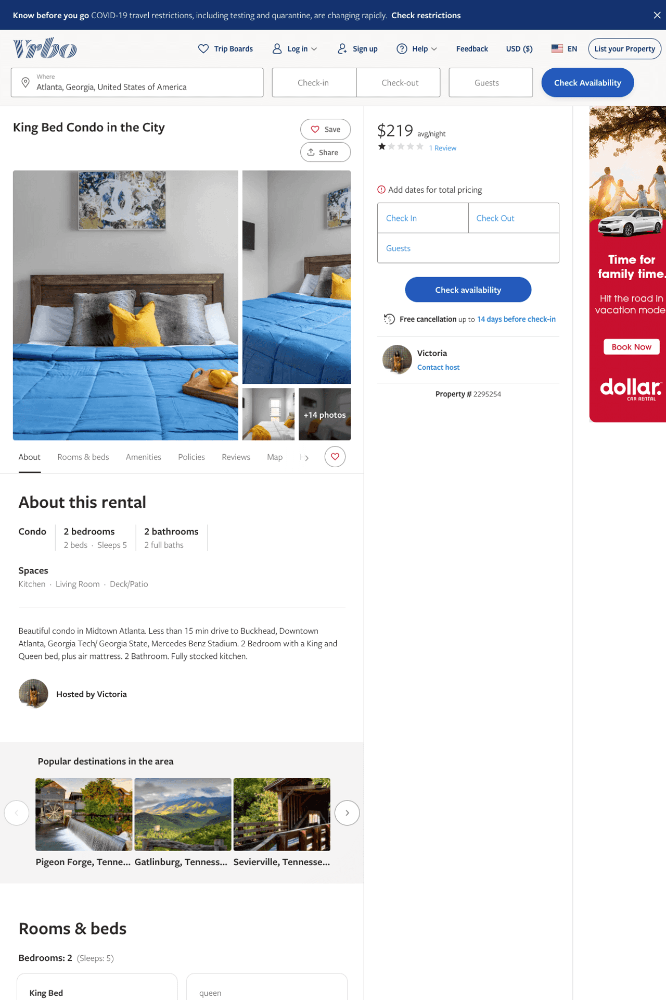 Know before you go COVID-19 travel restrictions, including testing and quarantine, are changing rapidly. Check restrictions
Vrbo
Trip Boards
Log in
Sign up
Help
Feedback
USD ($)
EN
List your Property
Where
Atlanta, Georgia, United States of America
Check-in
Check-out
Guests
Check Availability
King Bed Condo in the City
Save
Share
+14 photos
About
Rooms & beds
Amenities
Policies
Reviews
Map
About this rental
Condo
2 bedrooms
2 beds · Sleeps 5
2 bathrooms
2 full baths
Spaces
Kitchen · Living Room · Deck/Patio
Beautiful condo in Midtown Atlanta. Less than 15 min drive to Buckhead, Downtown
Atlanta, Georgia Tech/ Georgia State, Mercedes Benz Stadium. 2 Bedroom with a King and
Queen bed, plus air mattress. 2 Bathroom. Fully stocked kitchen.
Hosted by Victoria
Popular destinations in the area
Pigeon Forge, Tenne...
Gatlinburg, Tenness...
Sevierville, Tennesse...
Rooms & beds
Bedrooms: 2 (Sleeps: 5)
King Bed
queen
$219 avg/night
1 Review
Add dates for total pricing
Check In
Check Out
Guests
Check availability
Free cancellation up to 14 days before check-in
Victoria
Contact host
Property # 2295254
Time for
family time.
Hit the road in
vacation mode
Book Now
dollar.
CAR RENTAL